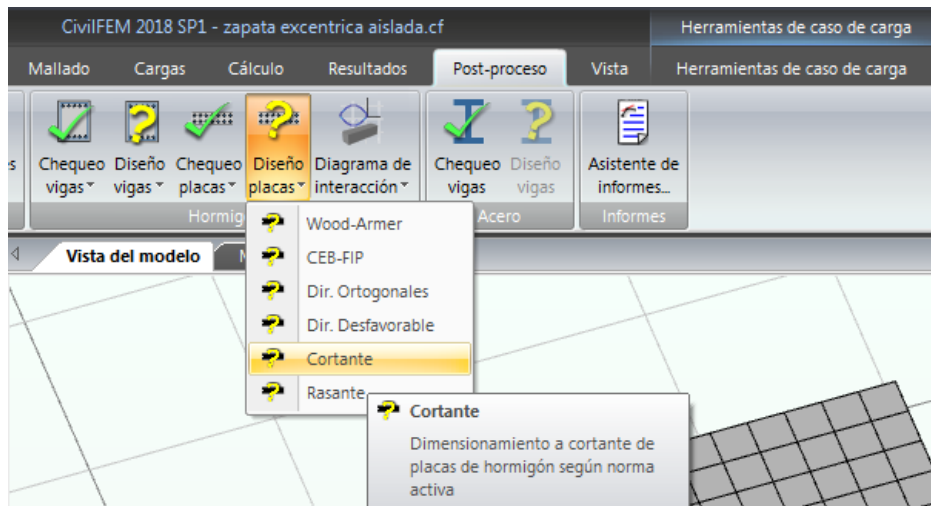 CivilFEM 2018 SP1 - zapata excentrica aislada.cf
Herramientas de caso de carga
Mallado Cargas Cálculo Resultados Post-proceso Vista Herramientas de caso de carga
Chequeo vigas
Diseño vigas
Chequeo placas
Diseño placas
Diagrama de interacción
Chequeo vigas
Diseño vigas
Asistente de informes...
Acero
Informes
Vista del modelo
Wood-Armer
CEB-FIP
Dir. Ortogonales
Dir. Desfavorable
Cortante
Rasante
Cortante
Dimensionamiento a cortante de
placas de hormigón según norma
activa